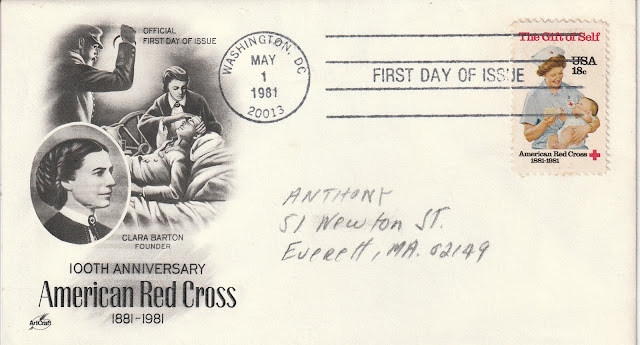 OFFICIAL
FIRST DAY OF ISSUE
WASHINGTON, DC
MAY
1
1981
20013
FIRST DAY OF ISSUE
The Gift of Self
USA
18c
American Red Cross
1881-1981
CLARA BARTON
FOUNDER
100TH ANNIVERSARY
American Red Cross
1881-1981
ArtCraft
ANTHONY
51 Newton ST.
Everett, MA. 02149